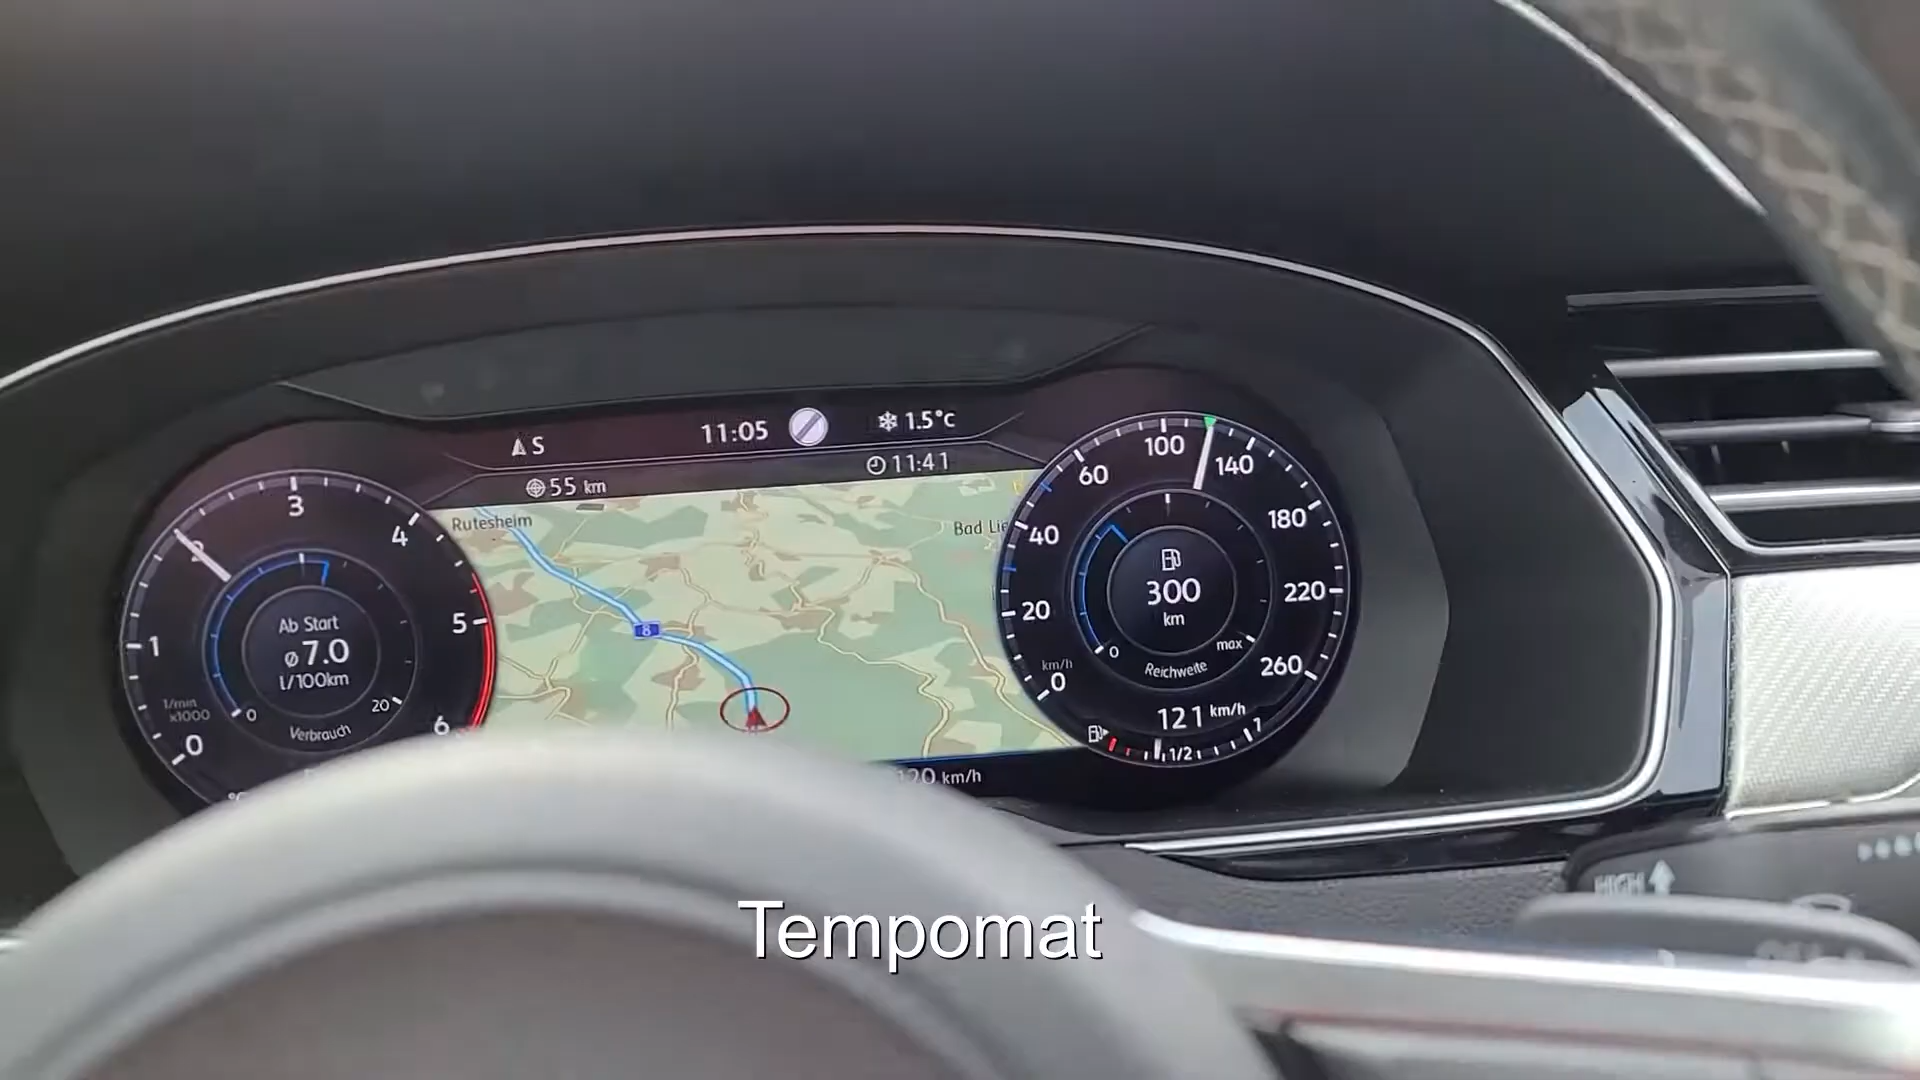 S
11:05
1.5°C
55 km
11:41
Rutesheim
Bad Lie
8
0
1
2
3
4
5
6
1/min
x1000
Ab Start
ø7.0
l/100km
0
20
Verbrauch
0
20
40
60
100
140
180
220
260
km/h
300
km
0
max
Reichweite
121 km/h
1/2
1
120 km/h
HIGH
Tempomat